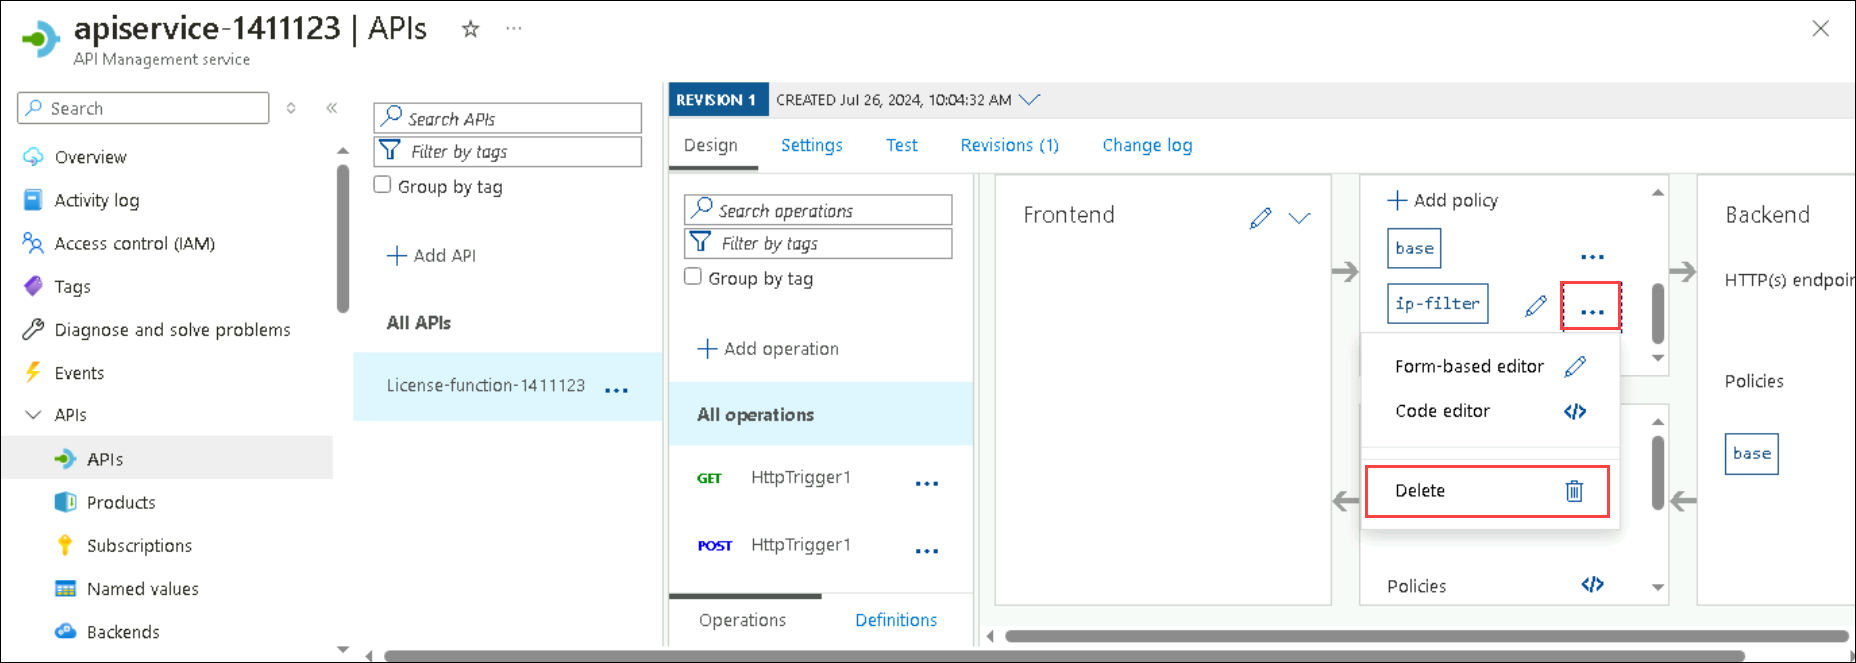 apiservice-1411123 | APIs
API Management service
Search
Overview
Activity log
Access control (IAM)
Tags
Diagnose and solve problems
Events
APIs
APIs
Products
Subscriptions
Named values
Backends
Search APIs
Filter by tags
Group by tag
Add API
All APIs
License-function-1411123
REVISION 1 CREATED Jul 26, 2024, 10:04:32 AM
Design Settings Test Revisions (1) Change log
Search operations
Filter by tags
Group by tag
Add operation
All operations
GET HttpTrigger1
POST HttpTrigger1
Operations Definitions
Frontend
Add policy
base
ip-filter
Form-based editor
Code editor
Delete
Policies
Backend
HTTP(s) endpoin
Policies
base